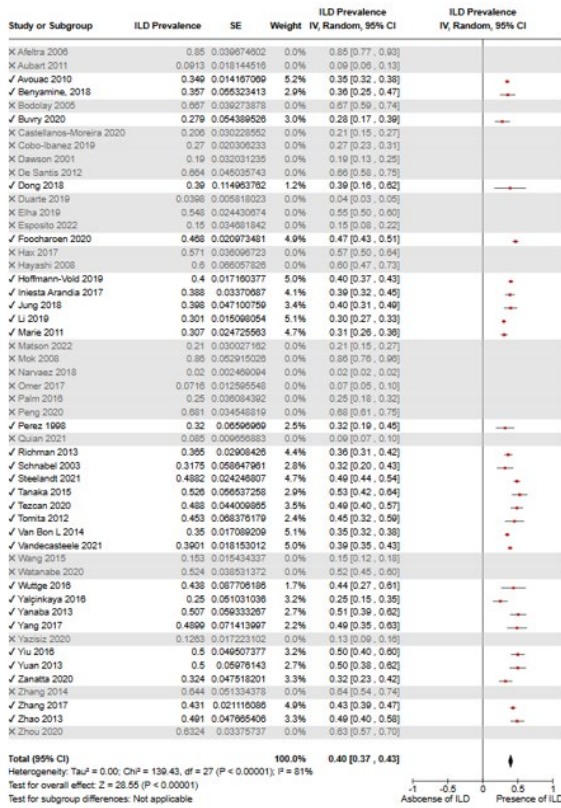 ILD Prevalence ILD Prevalence
Study or Subgroup ILD Prevalence SE Weight IV, Random, 95% CI IV, Random, 95% CI
✕ Afeltra 2006 0.85 0.039674602 0.0% 0.85 [0.77 , 0.93]
✕ Aubart 2011 0.0913 0.018144516 0.0% 0.09 [0.06 , 0.13]
✓ Avouac 2010 0.349 0.014167069 5.2% 0.35 [0.32 , 0.38]
✓ Benyamine, 2018 0.357 0.055323413 2.8% 0.36 [0.25 , 0.47]
✕ Bodolay 2005 0.667 0.039273878 0.0% 0.67 [0.59 , 0.74]
✓ Buvry 2020 0.279 0.054389526 2.8% 0.28 [0.17 , 0.39]
✕ Castellanos-Moreira 2020 0.206 0.030228552 0.0% 0.21 [0.15 , 0.27]
✕ Cobo-Ibanez 2019 0.27 0.020306233 0.0% 0.27 [0.23 , 0.31]
✕ Dawson 2001 0.19 0.032031235 0.0% 0.19 [0.13 , 0.25]
✕ De Santis 2012 0.664 0.045035743 0.0% 0.66 [0.58 , 0.75]
✓ Dong 2018 0.39 0.114963762 1.2% 0.39 [0.16 , 0.62]
✕ Duarte 2019 0.0398 0.005818023 0.0% 0.04 [0.03 , 0.05]
✕ Elha 2019 0.548 0.024430674 0.0% 0.55 [0.50 , 0.60]
✕ Esposito 2022 0.15 0.034681842 0.0% 0.15 [0.08 , 0.22]
✓ Foocharoen 2020 0.468 0.020973481 4.9% 0.47 [0.43 , 0.51]
✕ Hax 2017 0.571 0.036096723 0.0% 0.57 [0.50 , 0.64]
✕ Hayashi 2008 0.6 0.066057826 0.0% 0.60 [0.47 , 0.73]
✓ Hoffmann-Vold 2019 0.4 0.017160377 5.0% 0.40 [0.37 , 0.43]
✓ Iniesta Arandia 2017 0.388 0.03370687 4.0% 0.39 [0.32 , 0.45]
✓ Jung 2018 0.398 0.047100759 3.2% 0.40 [0.31 , 0.49]
✓ Li 2019 0.301 0.015098054 5.1% 0.30 [0.27 , 0.33]
✓ Marie 2011 0.307 0.024725563 4.6% 0.31 [0.26 , 0.36]
✕ Matson 2022 0.21 0.030027162 0.0% 0.21 [0.15 , 0.27]
✕ Mok 2008 0.86 0.052915026 0.0% 0.86 [0.76 , 0.96]
✕ Narvaez 2018 0.02 0.002469094 0.0% 0.02 [0.02 , 0.02]
✕ Omer 2017 0.0716 0.012595548 0.0% 0.07 [0.05 , 0.10]
✕ Palm 2016 0.25 0.036084392 0.0% 0.25 [0.18 , 0.32]
✕ Peng 2020 0.681 0.034548819 0.0% 0.68 [0.61 , 0.75]
✓ Perez 1998 0.32 0.06596969 2.4% 0.32 [0.19 , 0.45]
✕ Quian 2021 0.085 0.009656883 0.0% 0.09 [0.07 , 0.10]
✓ Richman 2013 0.365 0.02908426 4.3% 0.36 [0.31 , 0.42]
✓ Schnabel 2003 0.3175 0.058647961 2.6% 0.32 [0.20 , 0.43]
✓ Steelandt 2021 0.4882 0.024246807 4.7% 0.49 [0.44 , 0.54]
✓ Tanaka 2015 0.526 0.056537258 2.7% 0.53 [0.42 , 0.64]
✓ Tezcan 2020 0.488 0.044009865 3.4% 0.49 [0.40 , 0.57]
✓ Tomita 2012 0.453 0.068376179 2.3% 0.45 [0.32 , 0.59]
✓ Van Bon L 2014 0.35 0.017089209 5.0% 0.35 [0.32 , 0.38]
✓ Vandecasteele 2021 0.3901 0.018153012 5.0% 0.39 [0.35 , 0.43]
✕ Wang 2015 0.153 0.015434337 0.0% 0.15 [0.12 , 0.18]
✕ Watanabe 2020 0.524 0.038531372 0.0% 0.52 [0.45 , 0.60]
✓ Wuttge 2016 0.438 0.087706186 1.7% 0.44 [0.27 , 0.61]
✓ Yalçinkaya 2016 0.25 0.051031036 3.0% 0.25 [0.15 , 0.35]
✓ Yanaba 2013 0.507 0.059333267 2.6% 0.51 [0.39 , 0.62]
✓ Yang 2017 0.4899 0.071413997 2.2% 0.49 [0.35 , 0.63]
✕ Yazisiz 2020 0.1263 0.017223102 0.0% 0.13 [0.09 , 0.16]
✓ Yiu 2016 0.5 0.049507377 3.1% 0.50 [0.40 , 0.60]
✓ Yuan 2013 0.5 0.05976143 2.6% 0.50 [0.38 , 0.62]
✓ Zanatta 2020 0.324 0.047518201 3.2% 0.32 [0.23 , 0.42]
✕ Zhang 2014 0.644 0.051334378 0.0% 0.64 [0.54 , 0.74]
✓ Zhang 2017 0.431 0.021116086 4.8% 0.43 [0.39 , 0.47]
✓ Zhao 2013 0.491 0.047665406 3.2% 0.49 [0.40 , 0.58]
✕ Zhou 2020 0.6324 0.03375737 0.0% 0.63 [0.57 , 0.70]
Total (95% CI) 100.0% 0.40 [0.37 , 0.43]
Heterogeneity: Tau² = 0.00; Chi² = 139.43, df = 27 (P < 0.00001); I² = 81%
Test for overall effect: Z = 28.55 (P < 0.00001) -1 -0.5 0 0.5 1
Test for subgroup differences: Not applicable Asbcense of ILD Presence of ILD